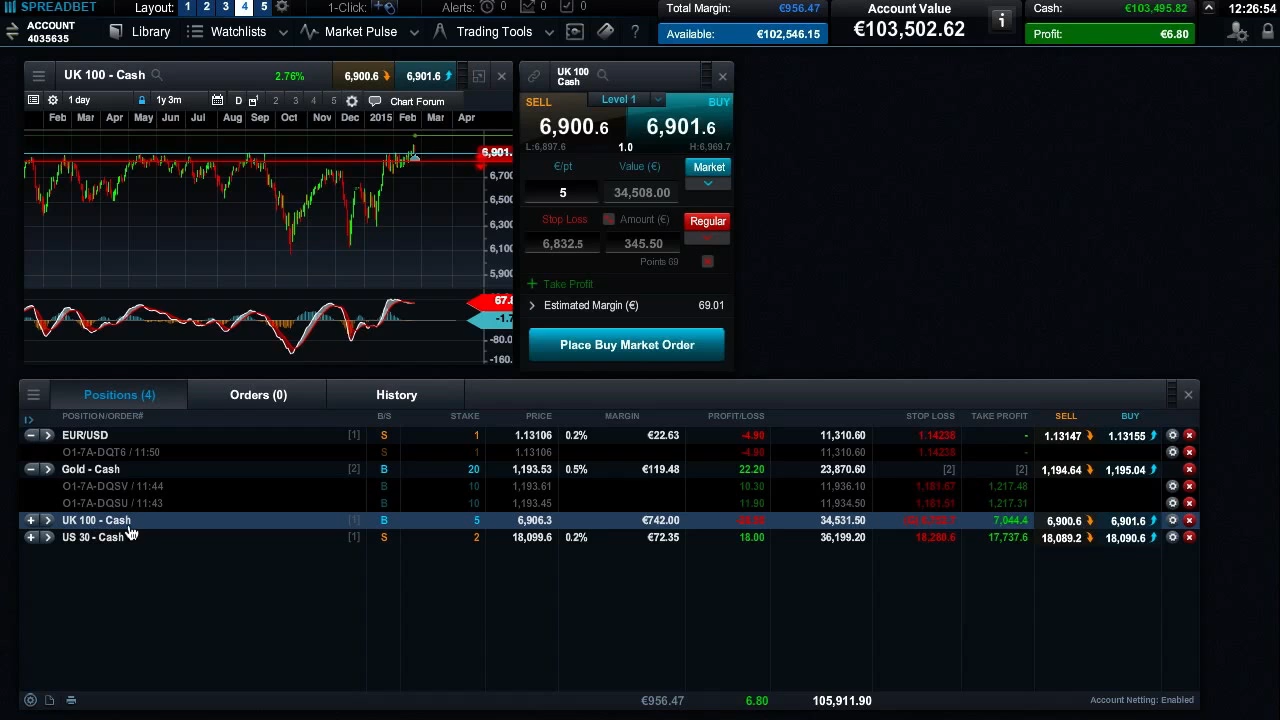 SPREADBET Layout: 1 2 3 4 5 1-Click: Alerts: 0 0 0 Total Margin: €956.47 Account Value Cash: €103,495.82 12:26:54
ACCOUNT 4035635 Library Watchlists Market Pulse Trading Tools ? Available: €102,546.15 €103,502.62 i Profit: €6.80
UK 100 - Cash 2.76% 6,900.6 6,901.6
1 day 1y 3m D 2 3 4 5 Chart Forum
Feb Mar Apr May Jun Jul Aug Sep Oct Nov Dec 2015 Feb Mar Apr
6,901.
6,700
6,500
6,300
6,100
5,900
67.8
-1.7
-80.0
-160.
UK 100
Cash
SELL Level 1 BUY
6,900.6 6,901.6
L:6,897.6 1.0 H:6,969.7
€/pt Value (€) Market
5 34,508.00
Stop Loss Amount (€) Regular
6,832.5 345.50
Points 69
+ Take Profit
Estimated Margin (€) 69.01
Place Buy Market Order
Positions (4) Orders (0) History
POSITION/ORDER# B/S STAKE PRICE MARGIN PROFIT/LOSS STOP LOSS TAKE PROFIT SELL BUY
EUR/USD [1] S 1 1.13106 0.2% €22.63 -4.90 11,310.60 1.14238 - 1.13147 1.13155
O1-7A-DQT6 / 11:50 S 1 1.13106 -4.90 11,310.60 1.14238 -
Gold - Cash [2] B 20 1,193.53 0.5% €119.48 22.20 23,870.60 [2] [2] 1,194.64 1,195.04
O1-7A-DQSV / 11:44 B 10 1,193.61 10.30 11,936.10 1,181.67 1,217.48
O1-7A-DQSU / 11:43 B 10 1,193.45 11.90 11,934.50 1,181.51 1,217.31
UK 100 - Cash [1] B 5 6,906.3 €742.00 34,531.50 7,044.4 6,900.6 6,901.6
US 30 - Cash [1] S 2 18,099.6 0.2% €72.35 18.00 36,199.20 18,280.6 17,737.6 18,089.2 18,090.6
€956.47 6.80 105,911.90 Account Netting: Enabled